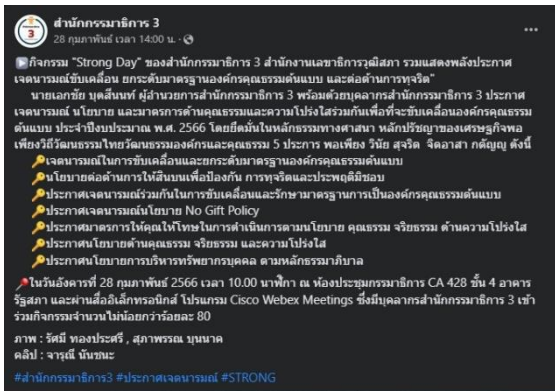 สำนักกรรมาธิการ 3
28 กุมภาพันธ์ เวลา 14:00 น. ·
กิจกรรม "Strong Day" ของสำนักกรรมาธิการ 3 สำนักงานเลขาธิการวุฒิสภา รวมแสดงพลังประกาศ
เจตนารมณ์ขับเคลื่อน ยกระดับมาตรฐานองค์กรคุณธรรมต้นแบบ และต่อต้านการทุจริต"
นายเอกชัย บุตสีนนท์ ผู้อำนวยการสำนักกรรมาธิการ 3 พร้อมด้วยบุคลากรสำนักกรรมาธิการ 3 ประกาศ
เจตนารมณ์ นโยบาย และมาตรการด้านคุณธรรมและความโปร่งใสร่วมกันเพื่อที่จะขับเคลื่อนองค์กรคุณธรรม
ต้นแบบ ประจำปีงบประมาณ พ.ศ. 2566 โดยยึดมั่นในหลักธรรมทางศาสนา หลักปรัชญาของเศรษฐกิจพอ
เพียงวิถีวัฒนธรรมไทยวัฒนธรรมองค์กรและคุณธรรม 5 ประการ พอเพียง วินัย สุจริต จิตอาสา กตัญญู ดังนี้
เจตนารมณ์ในการขับเคลื่อนและยกระดับมาตรฐานองค์กรคุณธรรมต้นแบบ
นโยบายต่อต้านการให้สินบนเพื่อป้องกัน การทุจริตและประพฤติมิชอบ
ประกาศเจตนารมณ์ร่วมกันในการขับเคลื่อนและรักษามาตรฐานการเป็นองค์กรคุณธรรมต้นแบบ
ประกาศเจตนารมณ์นโยบาย No Gift Policy
ประกาศมาตรการให้คุณให้โทษในการดำเนินการตามนโยบาย คุณธรรม จริยธรรม ด้านความโปร่งใส
ประกาศนโยบายด้านคุณธรรม จริยธรรม และความโปร่งใส
ประกาศนโยบายการบริหารทรัพยากรบุคคล ตามหลักธรรมาภิบาล
ในวันอังคารที่ 28 กุมภาพันธ์ 2566 เวลา 10.00 นาฬิกา ณ ห้องประชุมกรรมาธิการ CA 428 ชั้น 4 อาคาร
รัฐสภา และผ่านสื่ออิเล็กทรอนิกส์ โปรแกรม Cisco Webex Meetings ซึ่งมีบุคลากรสำนักกรรมาธิการ 3 เข้า
ร่วมกิจกรรมจำนวนไม่น้อยกว่าร้อยละ 80
ภาพ : รัศมี ทองประศรี , สุภาพรรณ บุนนาค
คลิป : จารุณี นันชนะ
#สำนักกรรมาธิการ3 #ประกาศเจตนารมณ์ #STRONG